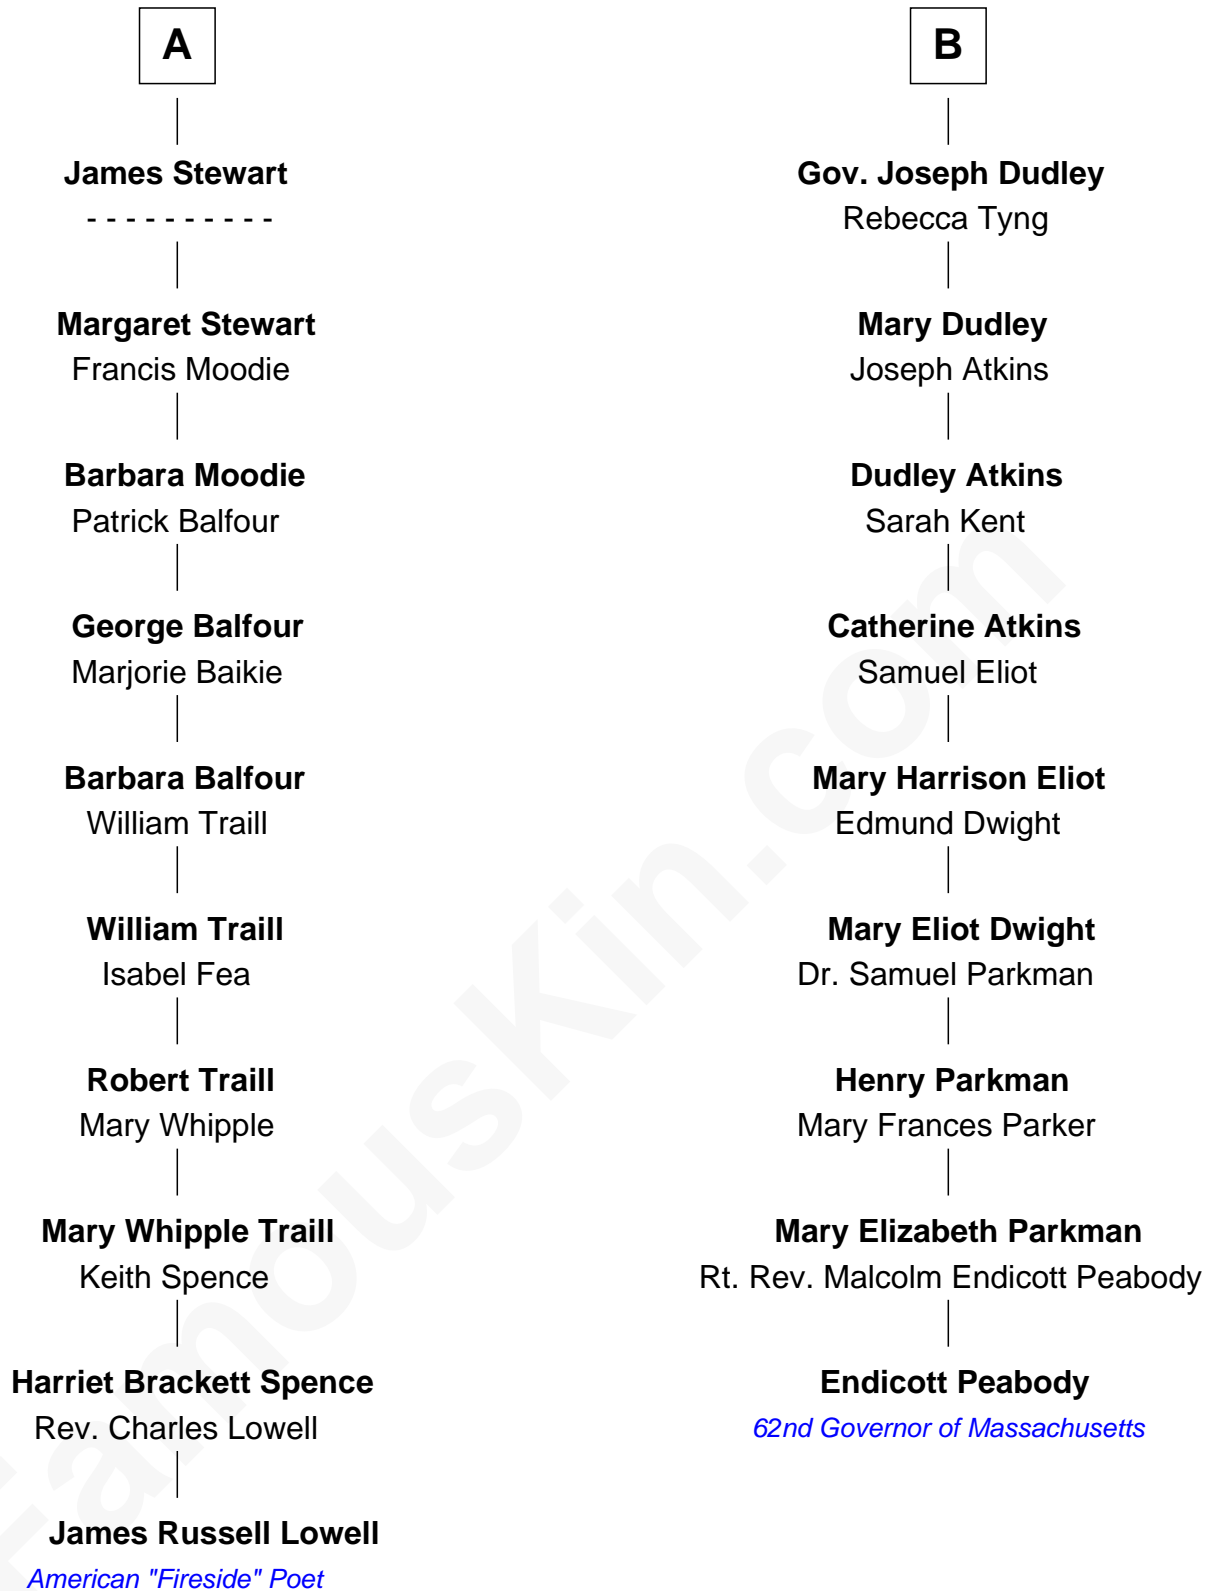 A
James Stewart
- - - - - - - - - -
Margaret Stewart
Francis Moodie
Barbara Moodie
Patrick Balfour
George Balfour
Marjorie Baikie
Barbara Balfour
William Traill
William Traill
Isabel Fea
Robert Traill
Mary Whipple
Mary Whipple Traill
Keith Spence
Harriet Brackett Spence
Rev. Charles Lowell
James Russell Lowell
American "Fireside" Poet
B
Gov. Joseph Dudley
Rebecca Tyng
Mary Dudley
Joseph Atkins
Dudley Atkins
Sarah Kent
Catherine Atkins
Samuel Eliot
Mary Harrison Eliot
Edmund Dwight
Mary Eliot Dwight
Dr. Samuel Parkman
Henry Parkman
Mary Frances Parker
Mary Elizabeth Parkman
Rt. Rev. Malcolm Endicott Peabody
Endicott Peabody
62nd Governor of Massachusetts
FamousKin.com